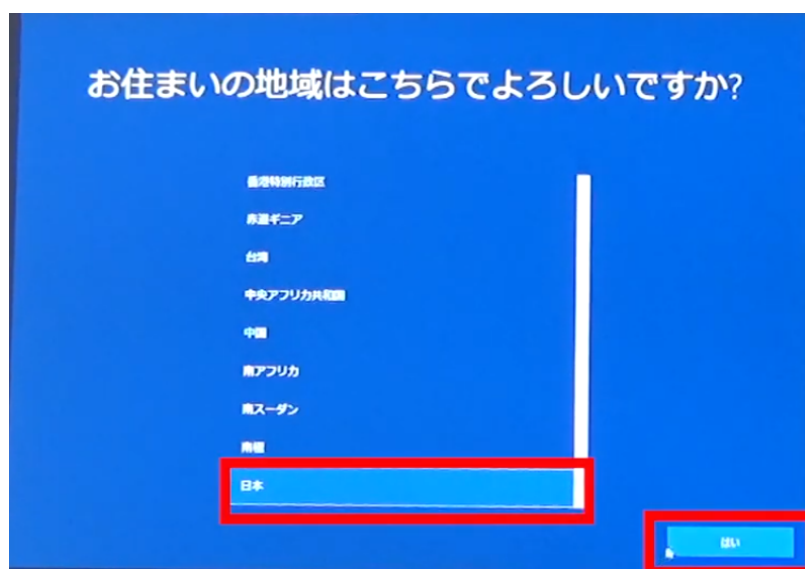 お住まいの地域はこちらでよろしいですか?
香港特別行政区
赤道ギニア
台湾
中央アフリカ共和国
中国
南アフリカ
南スーダン
南極
日本
はい